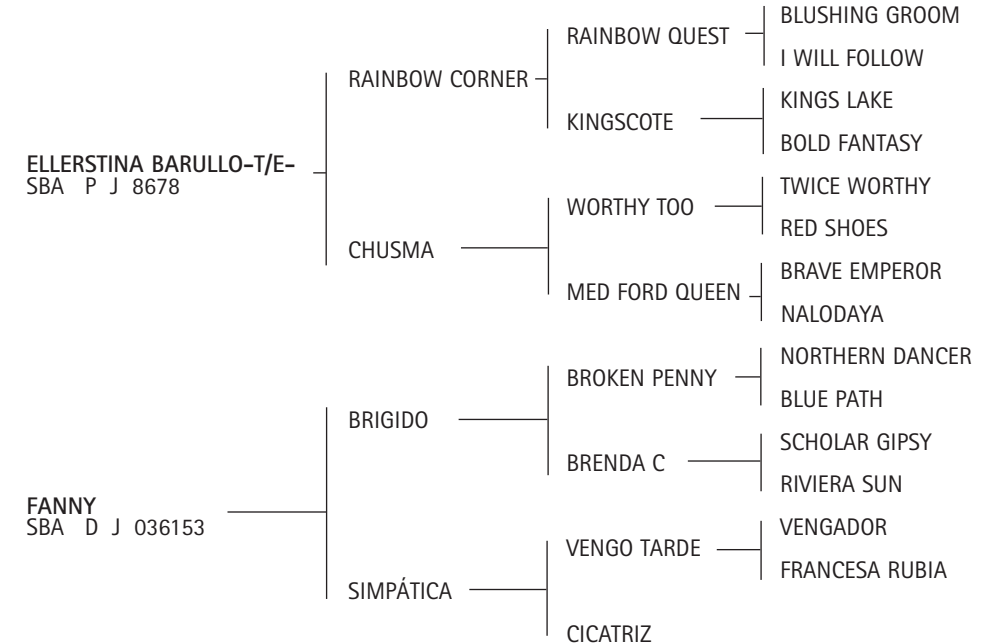 BLUSHING GROOM
RAINBOW QUEST
I WILL FOLLOW
RAINBOW CORNER
KINGS LAKE
KINGSCOTE
BOLD FANTASY
ELLERSTINA BARULLO-T/E-
SBA P J 8678
TWICE WORTHY
WORTHY TOO
RED SHOES
CHUSMA
BRAVE EMPEROR
MED FORD QUEEN
NALODAYA
NORTHERN DANCER
BROKEN PENNY
BLUE PATH
BRIGIDO
SCHOLAR GIPSY
BRENDA C
RIVIERA SUN
FANNY
SBA D J 036153
VENGADOR
VENGO TARDE
FRANCESA RUBIA
SIMPÁTICA
CICATRIZ